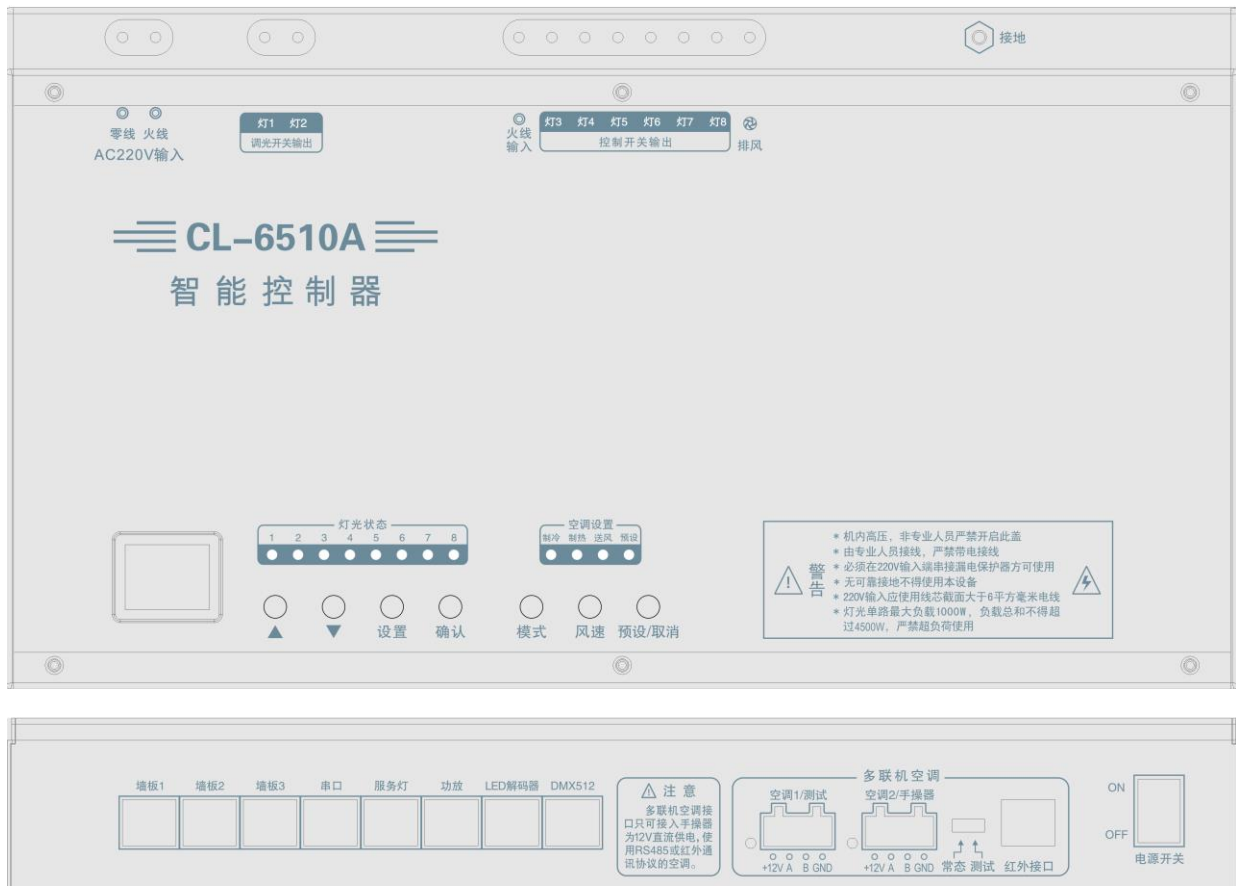 接地
零线 火线
AC220V输入
灯1 灯2
调光开关输出
火线
输入
灯3 灯4 灯5 灯6 灯7 灯8
控制开关输出
排风
CL-6510A
智能控制器
灯光状态
1 2 3 4 5 6 7 8
空调设置
制冷 制热 送风 预设
▲ ▼ 设置 确认 模式 风速 预设/取消
警告
* 机内高压，非专业人员严禁开启此盖
* 由专业人员接线，严禁带电接线
* 必须在220V输入端串接漏电保护器方可使用
* 无可靠接地不得使用本设备
* 220V输入应使用线芯截面大于6平方毫米电线
* 灯光单路最大负载1000W，负载总和不得超
过4500W，严禁超负荷使用
墙板1 墙板2 墙板3 串口 服务灯 功放 LED解码器 DMX512
注意
多联机空调接
口只可接入手操器
为12V直流供电，使
用RS485或红外通
讯协议的空调。
多联机空调
空调1/测试 空调2/手操器
+12V A B GND +12V A B GND 常态 测试 红外接口
ON
OFF
电源开关